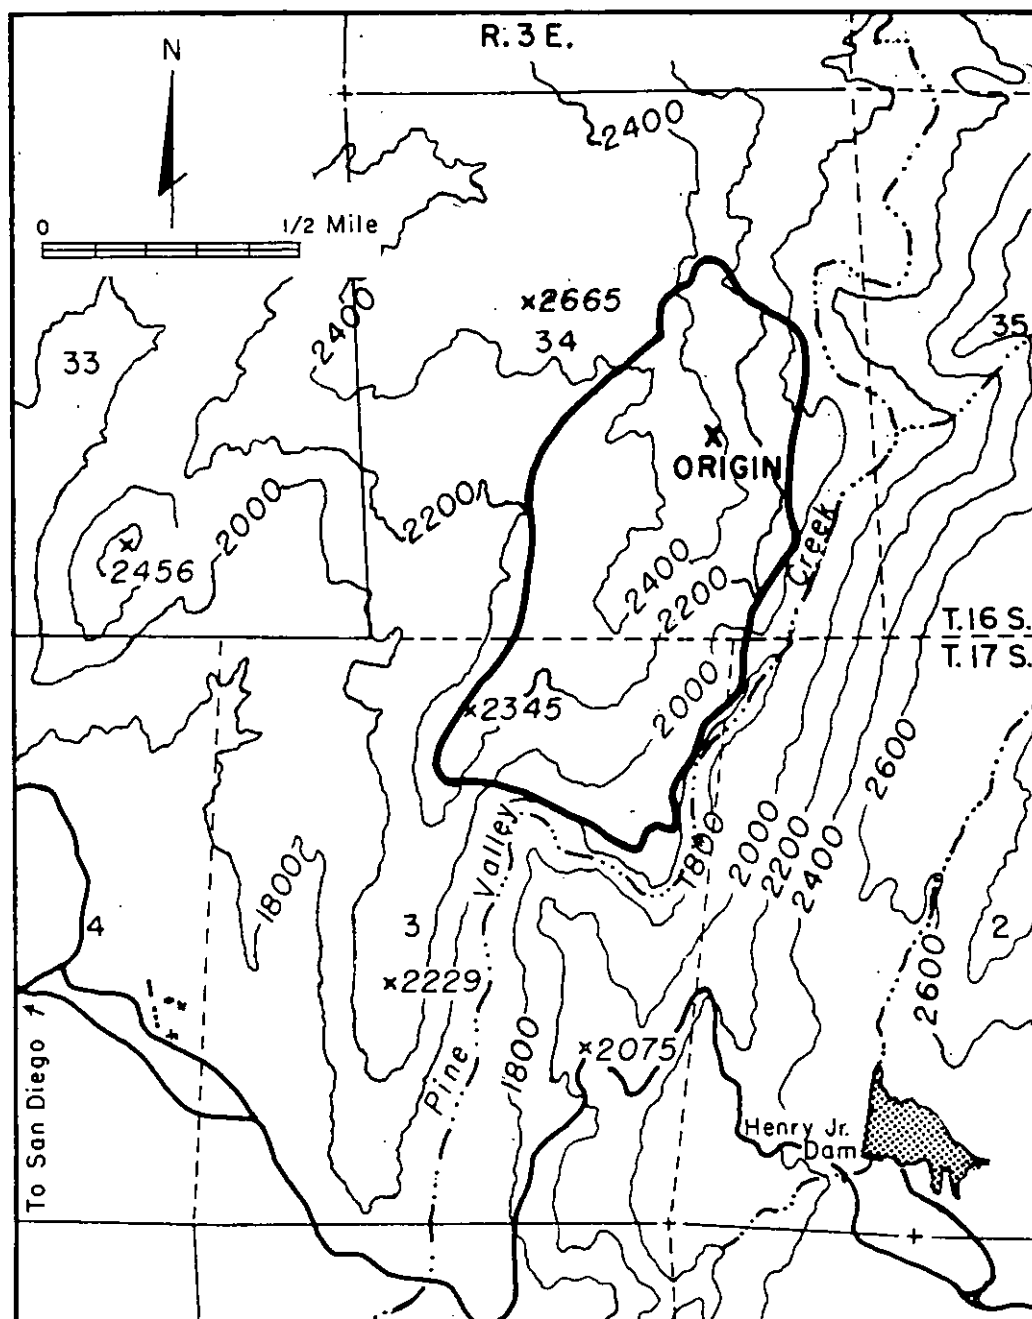 R. 3 E.
N
2400
0
1/2 Mile
2400
×2665
34
33
35
ORIGIN
2200
2000
2456
Creek
2400
2200
T. 16 S.
T. 17 S.
2345
2000
2600
Valley
1800
2000
2200
2400
1800
4
3
2
2229
2600
To San Diego
1800
2075
Pine
Henry Jr.
Dam